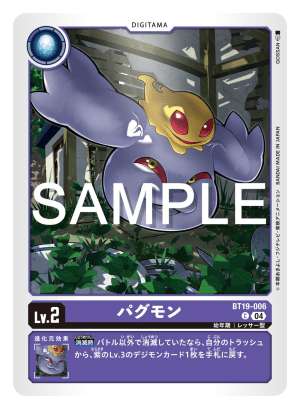 DIGITAMA
SAMPLE
パグモン
BT19-006
C 04
Lv.2
幼年期 | レッサー型
進化元効果
消滅時 バトル以外で消滅していたなら、自分のトラッシュ
から、紫のLv.3のデジモンカード1枚を手札に戻す。